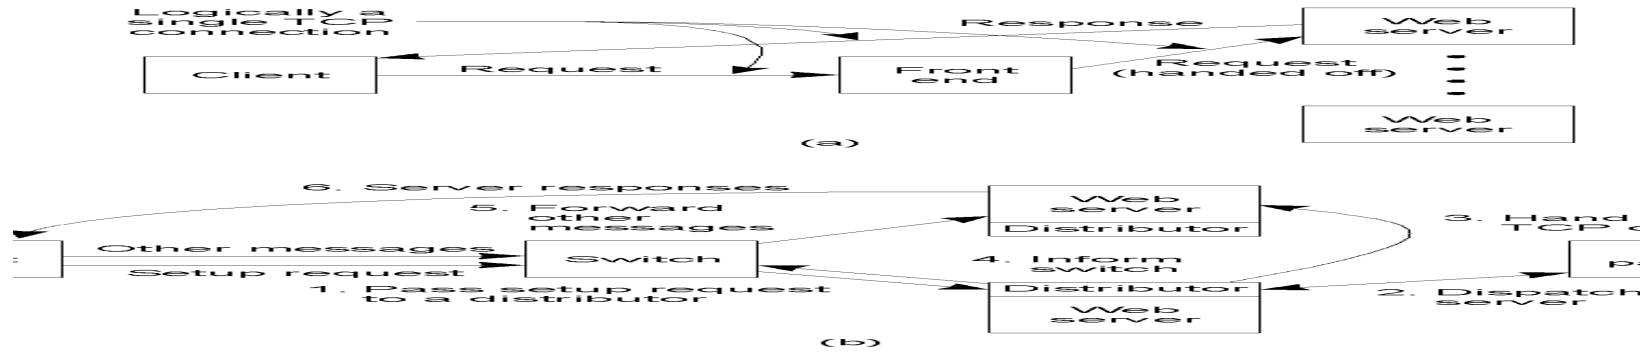 Logically a
single TCP
connection
Response
Web
server
Client
Request
Front
end
Request
(handed off)
Web
server
(a)
6. Server responses
Web
server
5. Forward
other
messages
3. Hand
TCP
Distributor
Other messages
Switch
4. Inform
switch
Setup request
1. Pass setup request
to a distributor
Distributor
2. Dispatch
server
Web
server
(b)